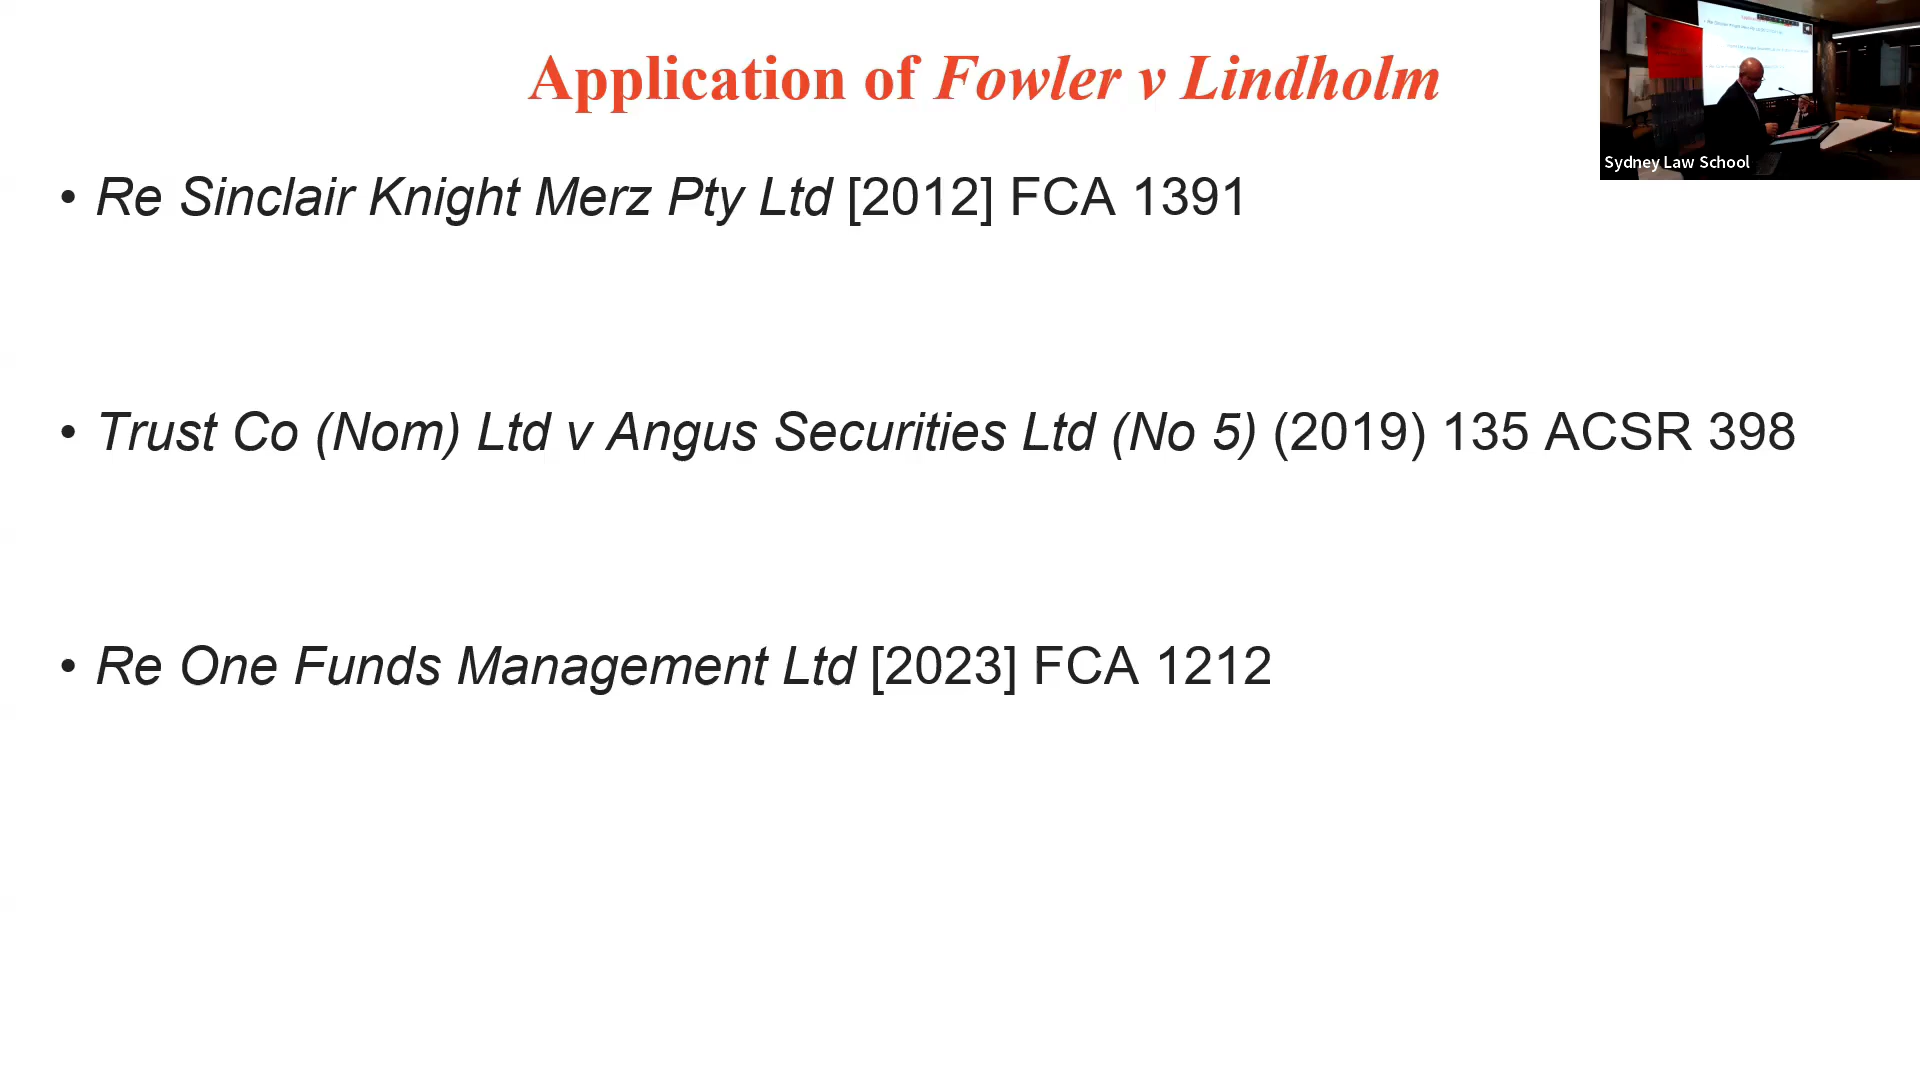 Application of Fowler v Lindholm
• Re Sinclair Knight Merz Pty Ltd [2012] FCA 1391
• Trust Co (Nom) Ltd v Angus Securities Ltd (No 5) (2019) 135 ACSR 398
• Re One Funds Management Ltd [2023] FCA 1212
Sydney Law School